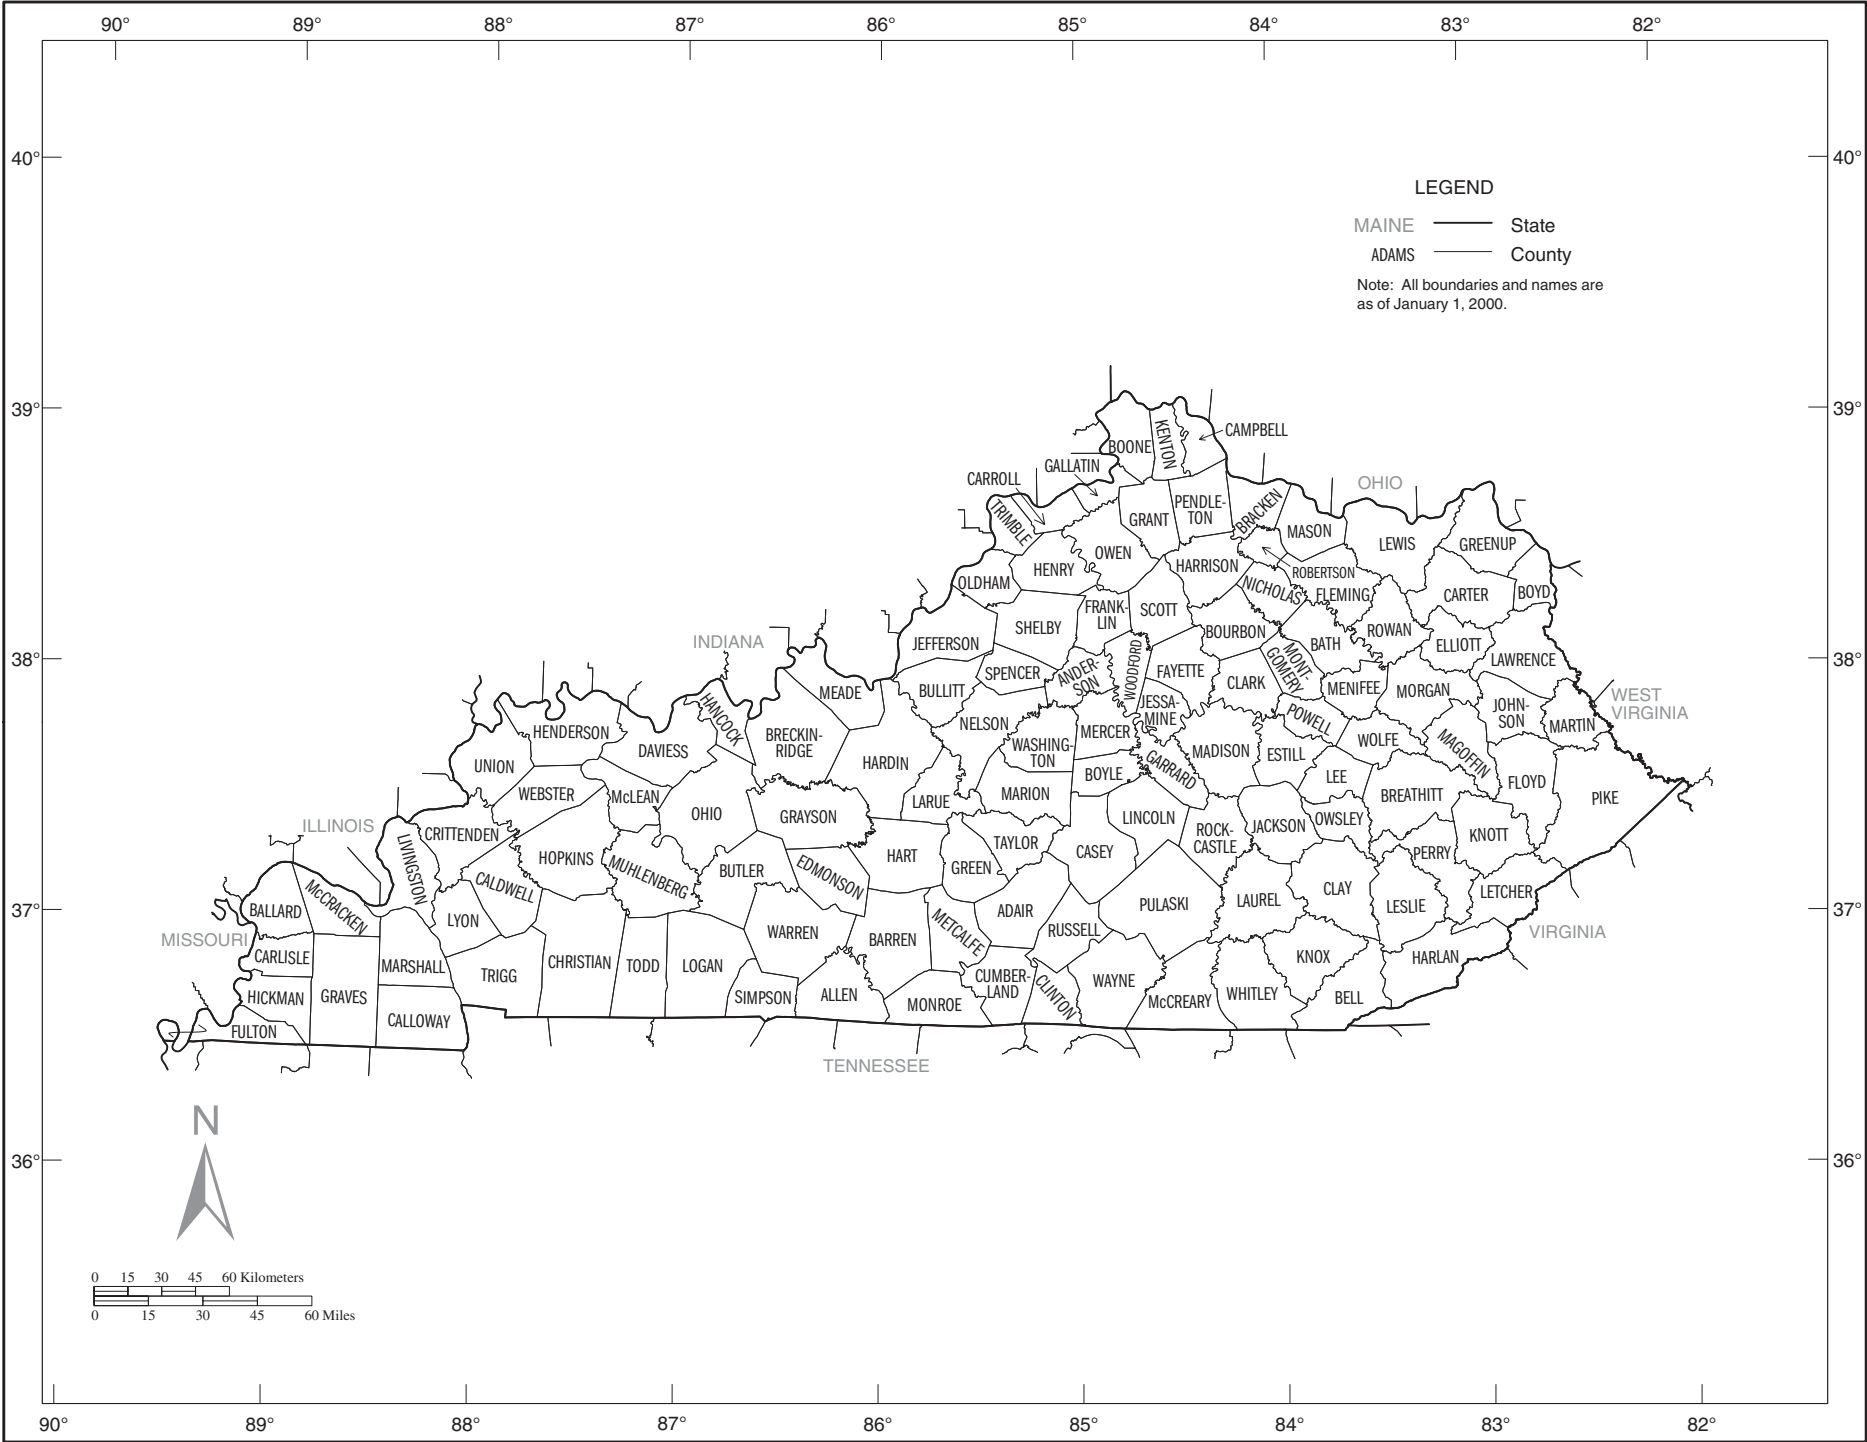 90° 89° 88° 87° 86° 85° 84° 83° 82°
40° 40°
LEGEND
MAINE State
ADAMS County
Note: All boundaries and names are
as of January 1, 2000.
39° 39°
CAMPBELL
BOONE
KENTON
GALLATIN
CARROLL
OHIO
TRIMBLE
GRANT
PENDLE-
TON
BRACKEN
MASON
LEWIS
GREENUP
OWEN
HENRY
HARRISON
ROBERTSON
OLDHAM
NICHOLAS
FLEMING
CARTER
BOYD
FRANK-
LIN
SCOTT
SHELBY
BOURBON
ROWAN
INDIANA
JEFFERSON
BATH
ELLIOTT
38° 38°
LAWRENCE
SPENCER
ANDER-
SON
WOODFORD
FAYETTE
MONT-
GOMERY
CLARK
MENIFEE
MORGAN
MEADE
BULLITT
WEST
VIRGINIA
HANCOCK
JESSA-
MINE
JOHN-
SON
MARTIN
NELSON
POWELL
HENDERSON
DAVIESS
BRECKIN-
RIDGE
MERCER
WASHING-
TON
MADISON
ESTILL
WOLFE
MAGOFFIN
UNION
HARDIN
BOYLE
GARRARD
LEE
FLOYD
WEBSTER
McLEAN
LARUE
MARION
BREATHITT
PIKE
OHIO
GRAYSON
LINCOLN
ILLINOIS
CRITTENDEN
ROCK-
CASTLE
JACKSON
OWSLEY
KNOTT
LIVINGSTON
HOPKINS
MUHLENBERG
BUTLER
EDMONSON
HART
GREEN
TAYLOR
CASEY
PERRY
CALDWELL
CLAY
LETCHER
McCRACKEN
BALLARD
LYON
ADAIR
PULASKI
LAUREL
LESLIE
37° 37°
MISSOURI
WARREN
BARREN
METCALFE
RUSSELL
VIRGINIA
CARLISLE
MARSHALL
TRIGG
CHRISTIAN
TODD
LOGAN
KNOX
HARLAN
HICKMAN
GRAVES
SIMPSON
ALLEN
MONROE
CUMBER-
LAND
CLINTON
WAYNE
McCREARY
WHITLEY
BELL
FULTON
CALLOWAY
TENNESSEE
N
36° 36°
0 15 30 45 60 Kilometers
0 15 30 45 60 Miles
90° 89° 88° 87° 86° 85° 84° 83° 82°